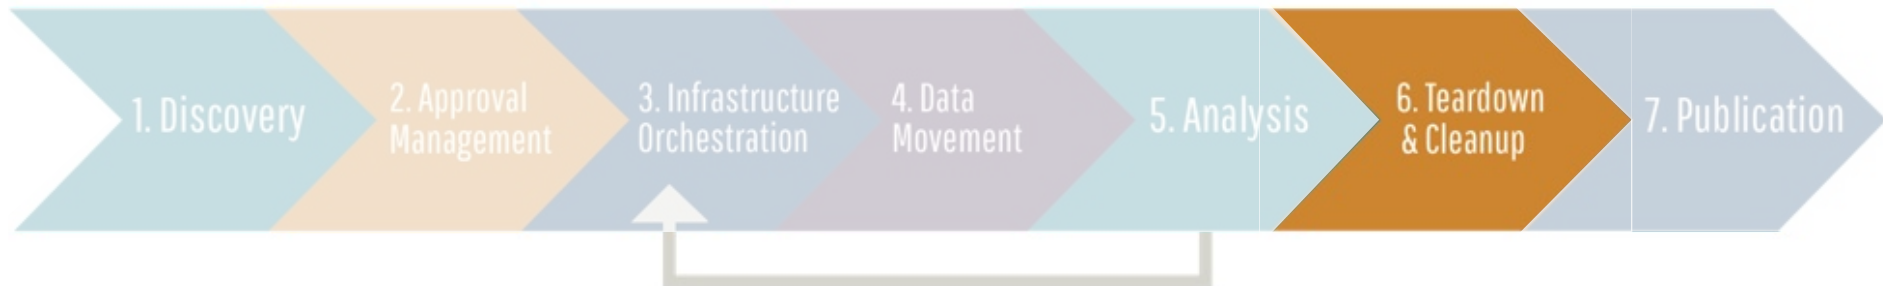 1. Discovery
2. Approval
Management
3. Infrastructure
Orchestration
4. Data
Movement
5. Analysis
6. Teardown
& Cleanup
7. Publication